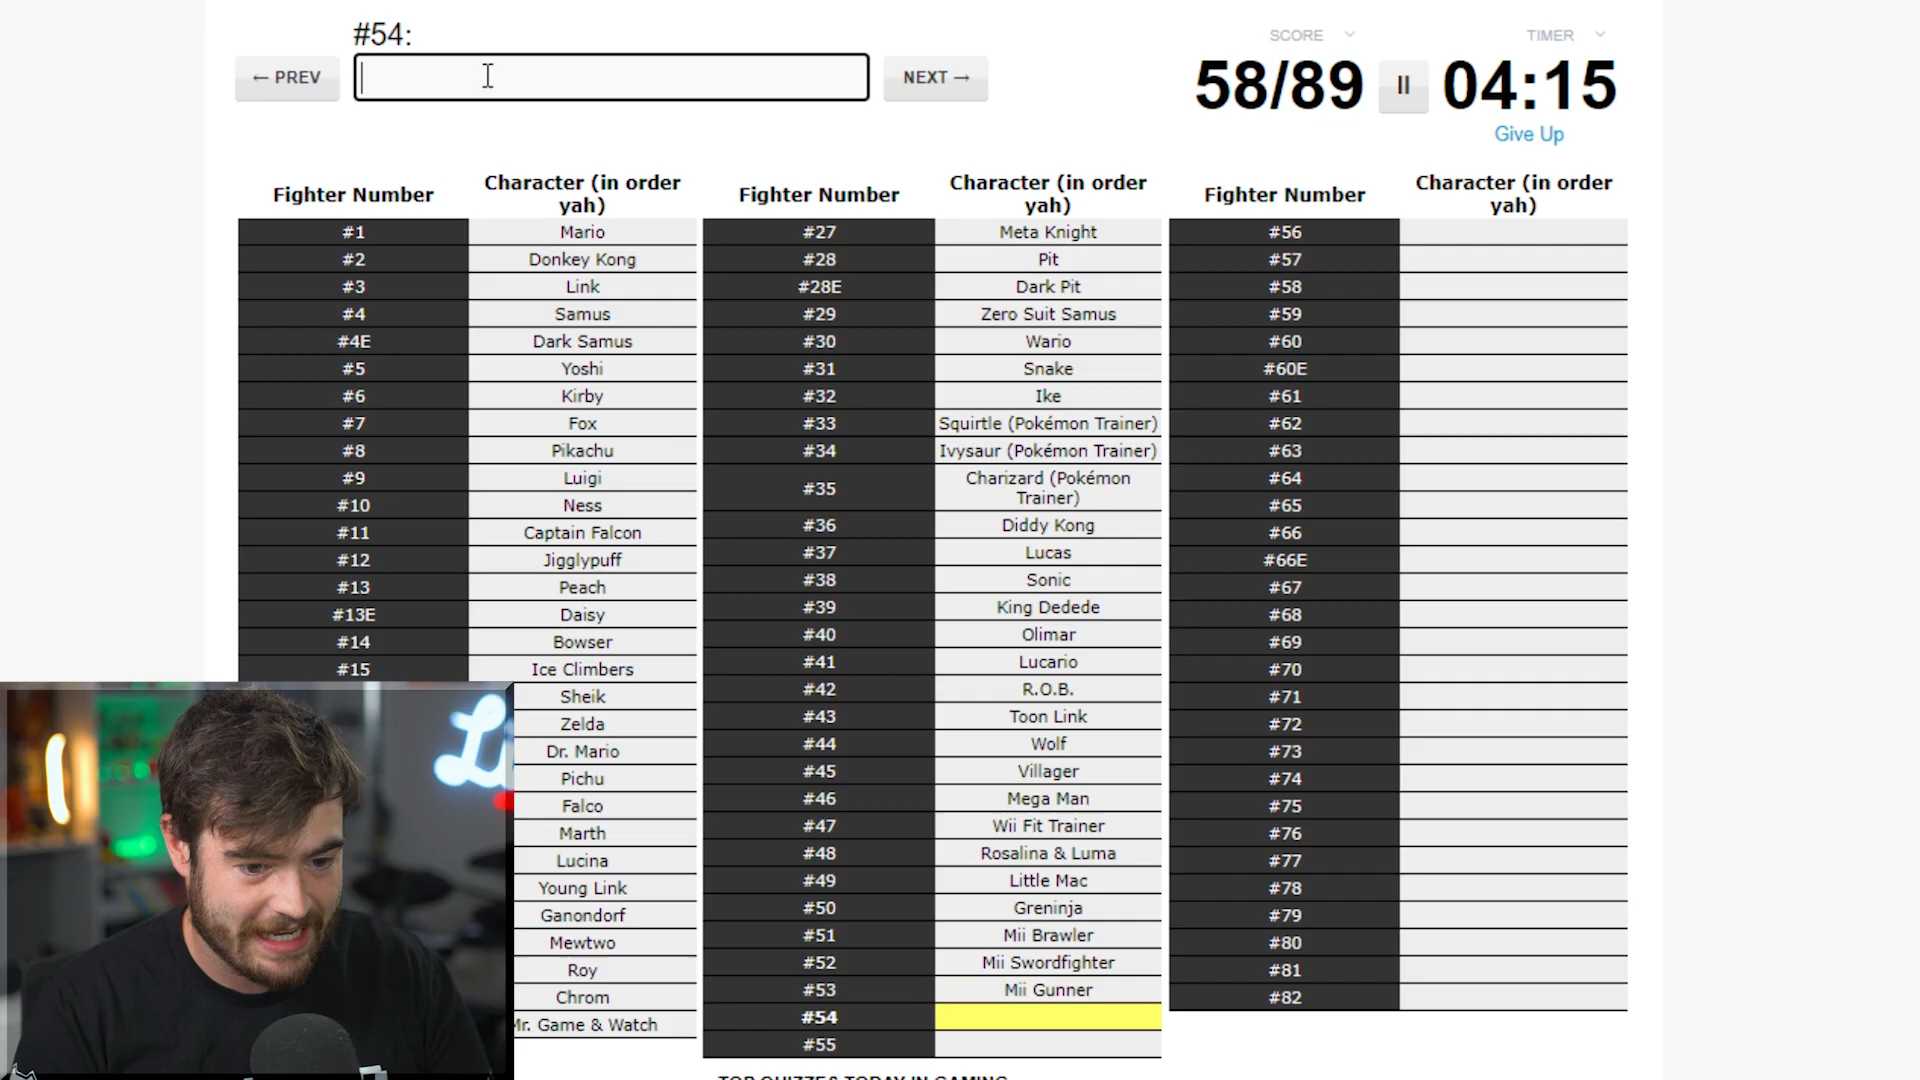 #54:
← PREV
NEXT →
SCORE
58/89
TIMER
04:15
Give Up
Fighter Number
Character (in order yah)
#1 Mario
#2 Donkey Kong
#3 Link
#4 Samus
#4E Dark Samus
#5 Yoshi
#6 Kirby
#7 Fox
#8 Pikachu
#9 Luigi
#10 Ness
#11 Captain Falcon
#12 Jigglypuff
#13 Peach
#13E Daisy
#14 Bowser
#15 Ice Climbers
Sheik
Zelda
Dr. Mario
Pichu
Falco
Marth
Lucina
Young Link
Ganondorf
Mewtwo
Roy
Chrom
Mr. Game & Watch
Fighter Number
Character (in order yah)
#27 Meta Knight
#28 Pit
#28E Dark Pit
#29 Zero Suit Samus
#30 Wario
#31 Snake
#32 Ike
#33 Squirtle (Pokémon Trainer)
#34 Ivysaur (Pokémon Trainer)
#35 Charizard (Pokémon Trainer)
#36 Diddy Kong
#37 Lucas
#38 Sonic
#39 King Dedede
#40 Olimar
#41 Lucario
#42 R.O.B.
#43 Toon Link
#44 Wolf
#45 Villager
#46 Mega Man
#47 Wii Fit Trainer
#48 Rosalina & Luma
#49 Little Mac
#50 Greninja
#51 Mii Brawler
#52 Mii Swordfighter
#53 Mii Gunner
#54
#55
Fighter Number
Character (in order yah)
#56
#57
#58
#59
#60
#60E
#61
#62
#63
#64
#65
#66
#66E
#67
#68
#69
#70
#71
#72
#73
#74
#75
#76
#77
#78
#79
#80
#81
#82
TOP QUIZZES TODAY IN GAMING